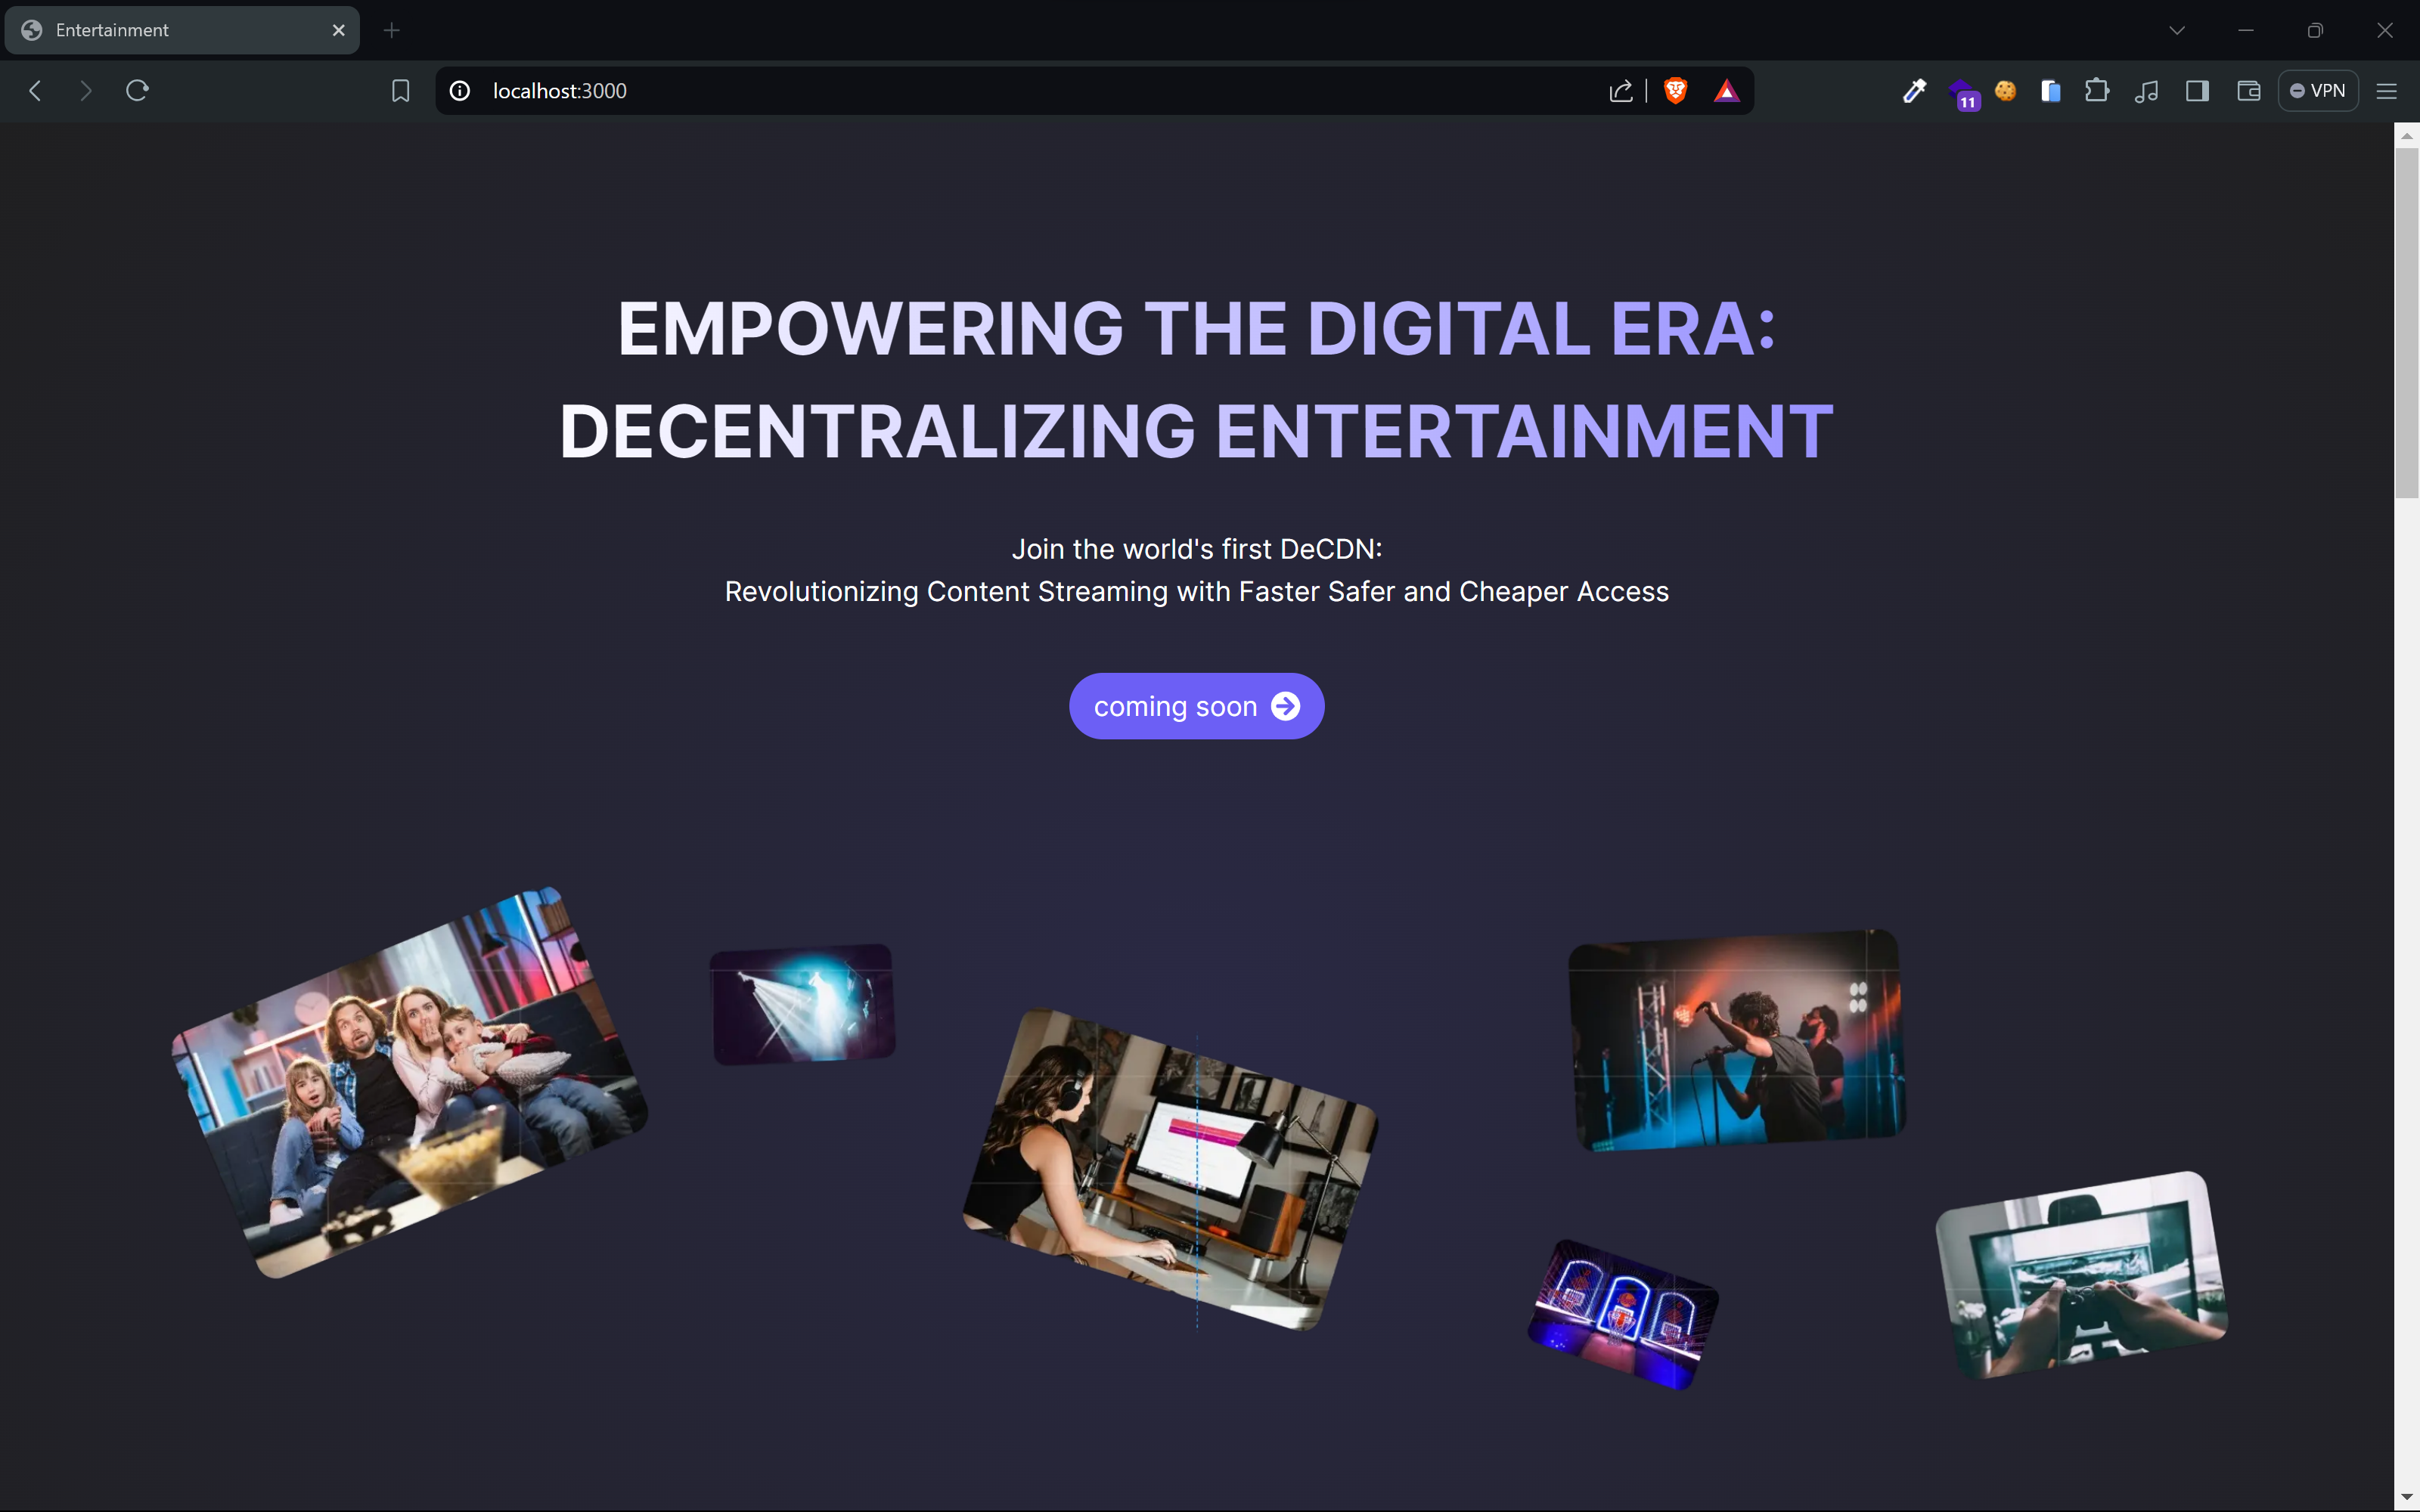 Entertainment
localhost:3000
11
VPN
EMPOWERING THE DIGITAL ERA:
DECENTRALIZING ENTERTAINMENT
Join the world's first DeCDN:
Revolutionizing Content Streaming with Faster Safer and Cheaper Access
coming soon